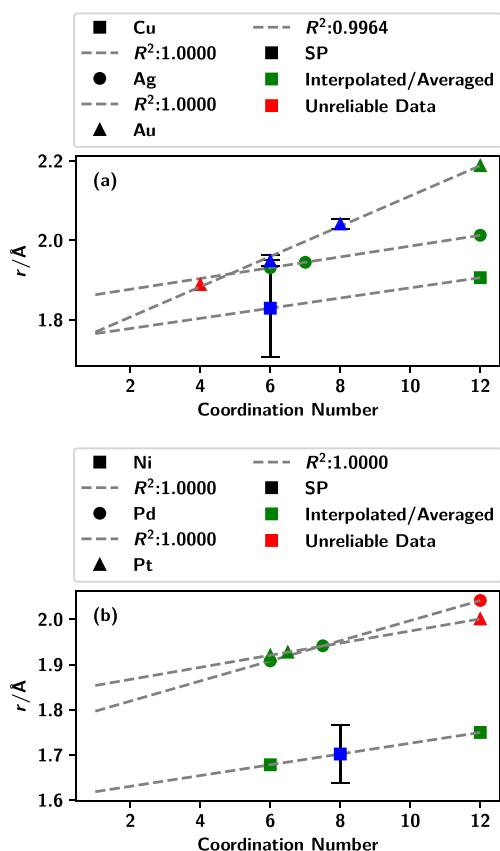 Cu
R²:1.0000
Ag
R²:1.0000
Au
R²:0.9964
SP
Interpolated/Averaged
Unreliable Data
(a)
r/Å
2.2
2.0
1.8
2 4 6 8 10 12
Coordination Number
Ni
R²:1.0000
Pd
R²:1.0000
Pt
R²:1.0000
SP
Interpolated/Averaged
Unreliable Data
(b)
r/Å
2.0
1.9
1.8
1.7
1.6
2 4 6 8 10 12
Coordination Number